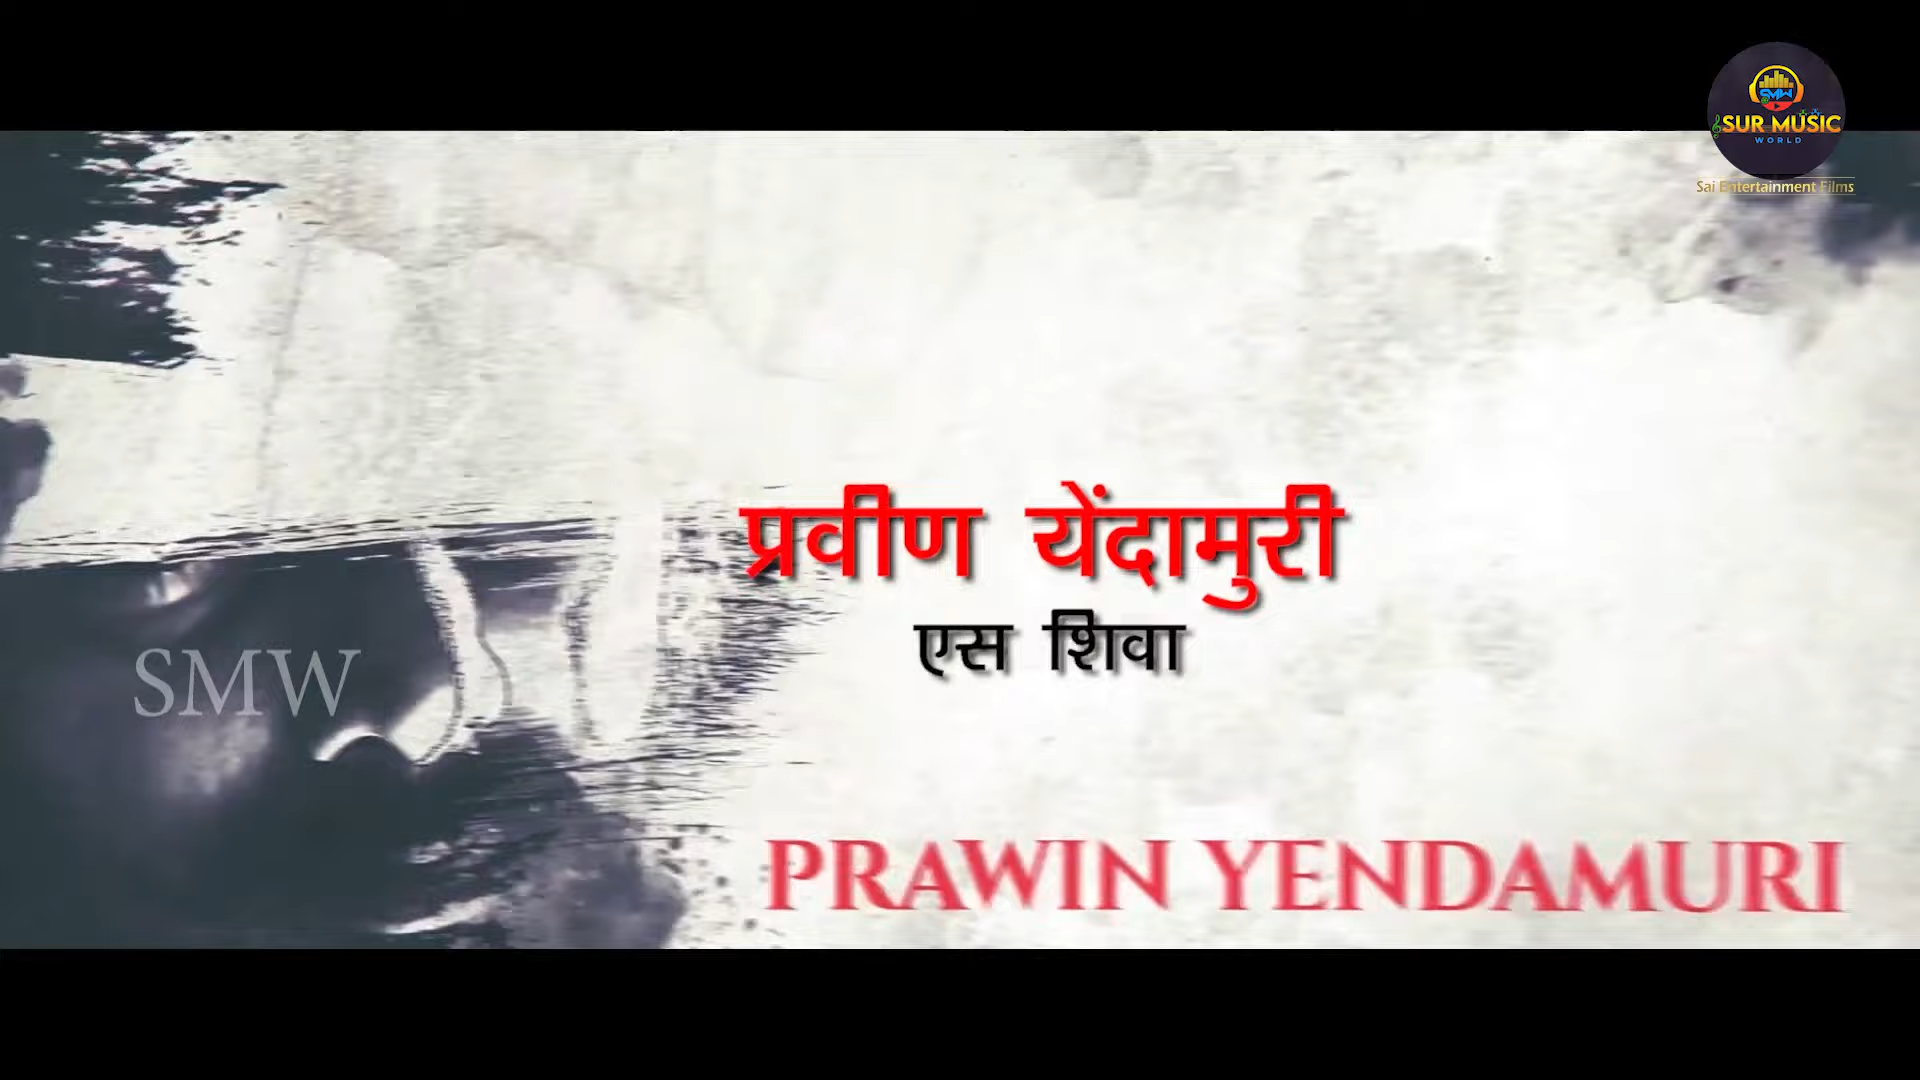 SMW
SUR MUSIC
WORLD
Sai Entertainment Films
प्रवीण येंदामुरी
एस शिवा
SMW
PRAWIN YENDAMURI